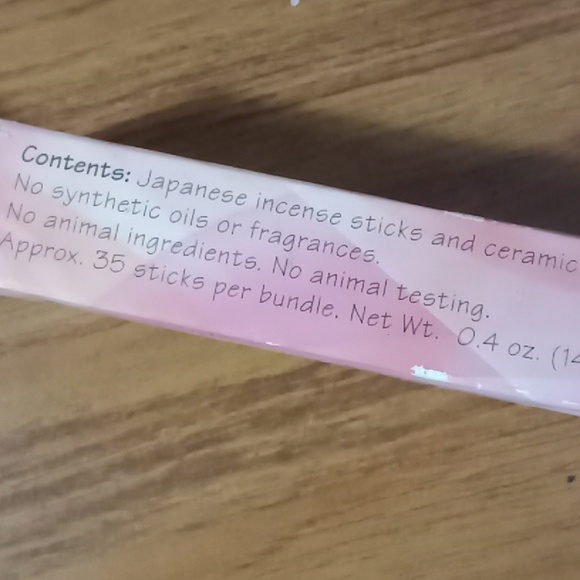 Contents: Japanese incense sticks and ceramic
No synthetic oils or fragrances.
No animal ingredients. No animal testing.
Approx. 35 sticks per bundle. Net Wt. 0.4 oz. (14